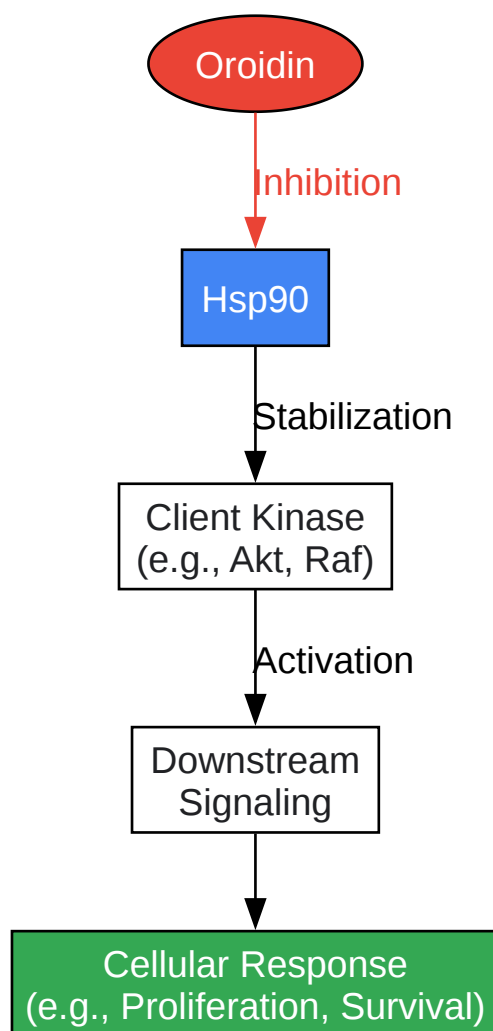 Oroidin
Inhibition
Hsp90
Stabilization
Client Kinase
(e.g., Akt, Raf)
Activation
Downstream
Signaling
Cellular Response
(e.g., Proliferation, Survival)